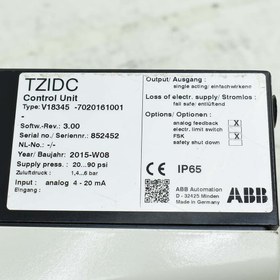 TZIDC
Control Unit
Type: V18345 -7020161001
-
Softw.-Rev.: 3.00
Serial no./ Seriennr.: 852452
NL-No.: -/-
Year/ Baujahr: 2015-W08
Supply press.: 20...90 psi
Zuluftdruck: 1,4...6 bar
Input: analog 4 - 20 mA
Output/ Ausgang:
single acting/ einfachwirkend
Loss of electr. supply/ Stromlos:
fail safe/ entlüftend
Options/ Optionen:
analog feedback X
electr. limit switch
FSK X
safety shut down
CE IP65
ABB Automation
D - 32425 Minden
Made in Germany
ABB